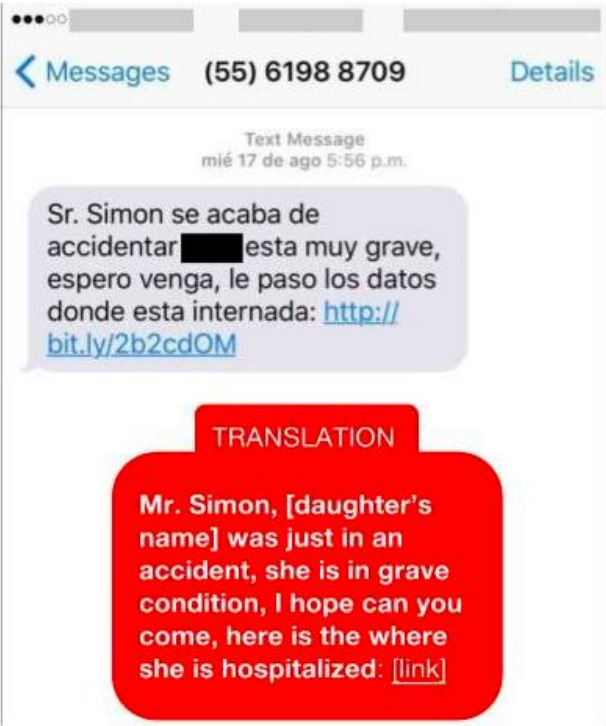 Messages (55) 6198 8709 Details
Text Message
mié 17 de ago 5:56 p.m.
Sr. Simon se acaba de
accidentar esta muy grave,
espero venga, le paso los datos
donde esta internada: http://
bit.ly/2b2cdOM
TRANSLATION
Mr. Simon, [daughter's
name] was just in an
accident, she is in grave
condition, I hope can you
come, here is the where
she is hospitalized: [link]